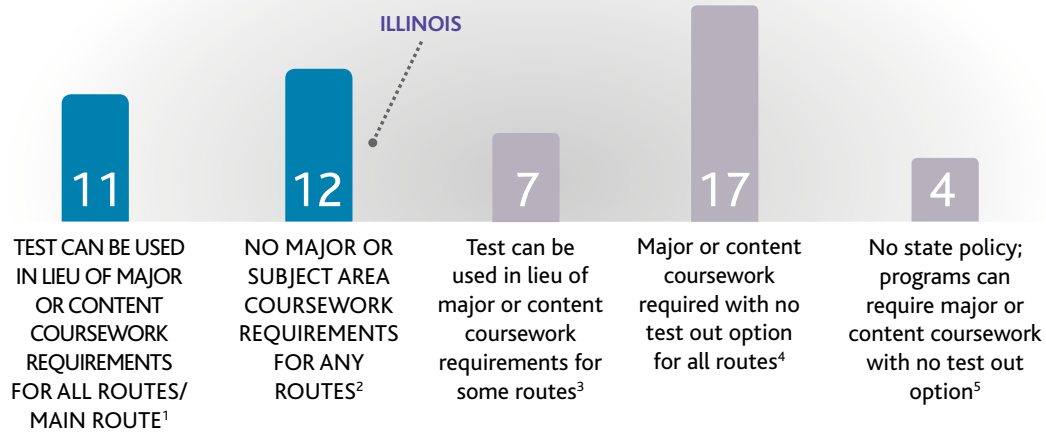 ILLINOIS
11
TEST CAN BE USED
IN LIEU OF MAJOR
OR CONTENT
COURSEWORK
REQUIREMENTS
FOR ALL ROUTES/
MAIN ROUTE¹
12
NO MAJOR OR
SUBJECT AREA
COURSEWORK
REQUIREMENTS
FOR ANY
ROUTES²
7
Test can be
used in lieu of
major or content
coursework
requirements for
some routes³
17
Major or content
coursework
required with no
test out option
for all routes⁴
4
No state policy;
programs can
require major or
content coursework
with no test out
option⁵